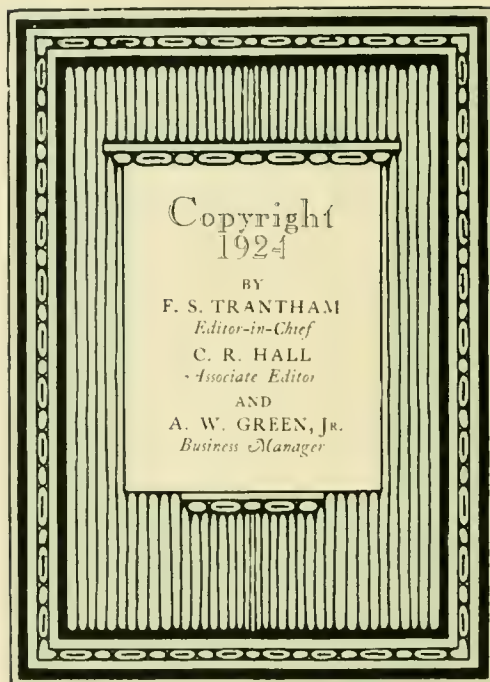 Copyright
1924
BY
F. S. TRANTHAM
Editor-in-Chief
C. R. HALL
Associate Editor
AND
A. W. GREEN, JR.
Business Manager